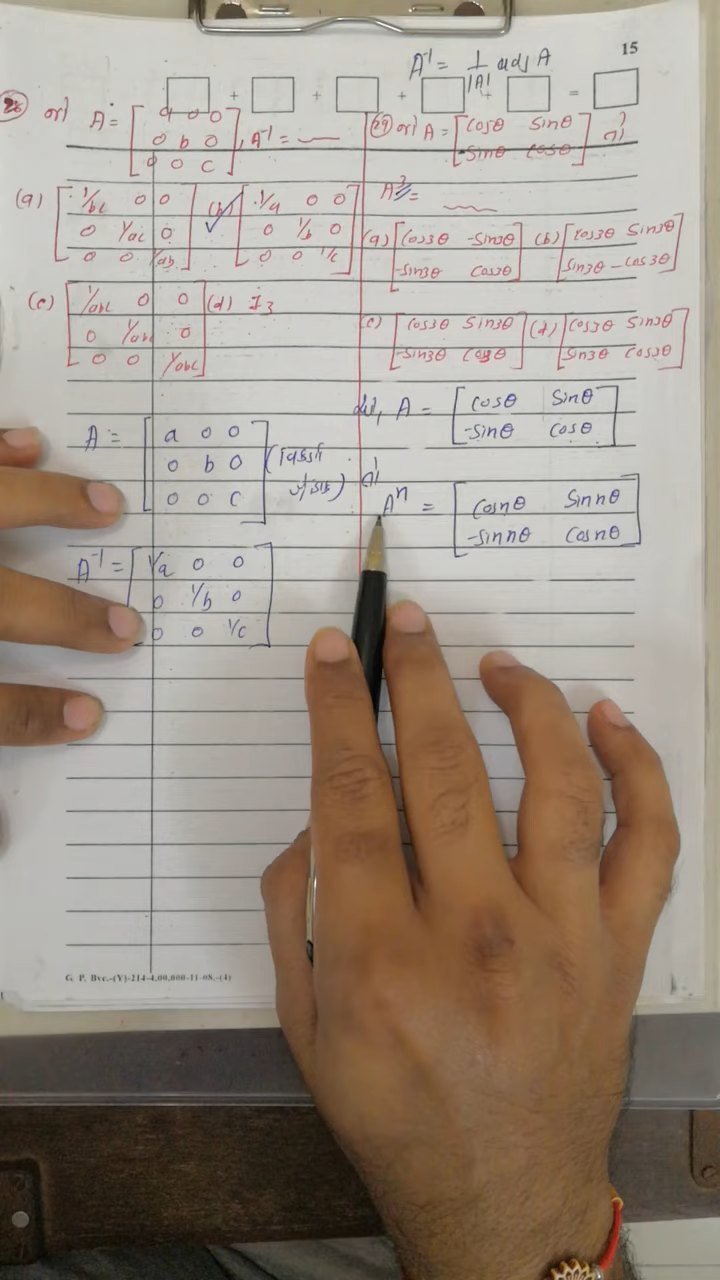 15
A⁻¹ = 1/|A| adj A
+ + + + =
A = [a 0 0
0 b 0
0 0 c], A⁻¹ =
(a) [1/bc 0 0
0 1/ac 0
0 0 1/ab]
(b) [1/a 0 0
0 1/b 0
0 0 1/c]
(c) [1/abc 0 0
0 1/abc 0
0 0 1/abc]
(d) I₃
A = [a 0 0
0 b 0
0 0 c]
A⁻¹ = [1/a 0 0
0 1/b 0
0 0 1/c]
29 A = [cosθ sinθ
-sinθ cosθ]
A³ =
(a) [cos3θ -sin3θ
-sin3θ cos3θ]
(b) [cos3θ sin3θ
sin3θ -cos3θ]
(c) [cos3θ sin3θ
-sin3θ cos3θ]
(d) [cos3θ sin3θ
sin3θ cos3θ]
A = [cosθ sinθ
-sinθ cosθ]
Aⁿ = [cosnθ sinnθ
-sinnθ cosnθ]
G. P. Bvc.-(V)-214-4,00,000-11-08.-(4)